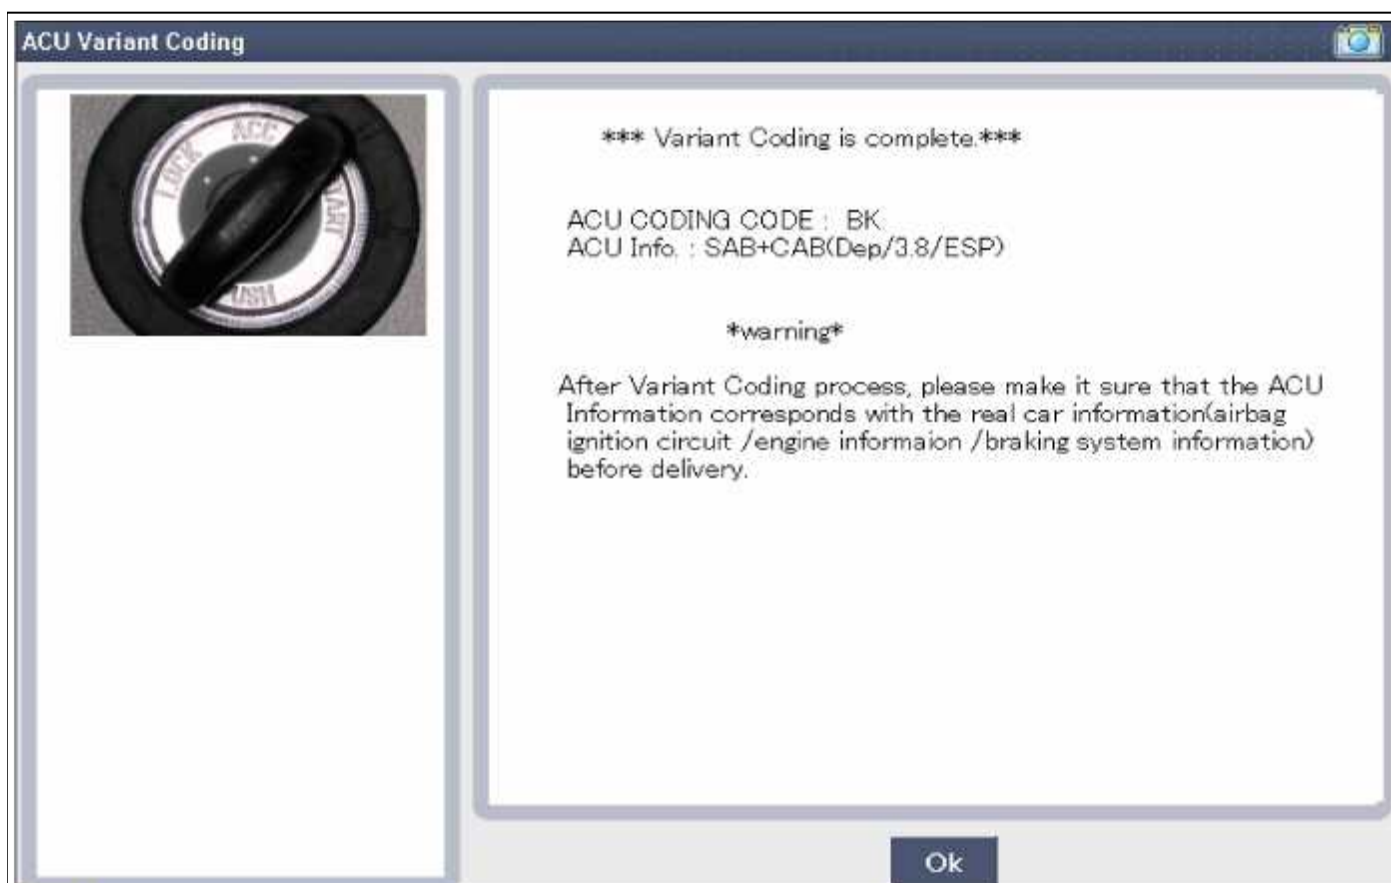 ACU Variant Coding
ACC
LOCK
START
PUSH
*** Variant Coding is complete.***
ACU CODING CODE : BK
ACU Info. : SAB+CAB(Dep/3.8/ESP)
*warning*
After Variant Coding process, please make it sure that the ACU
Information corresponds with the real car information(airbag
ignition circuit /engine informaion /braking system information)
before delivery.
Ok